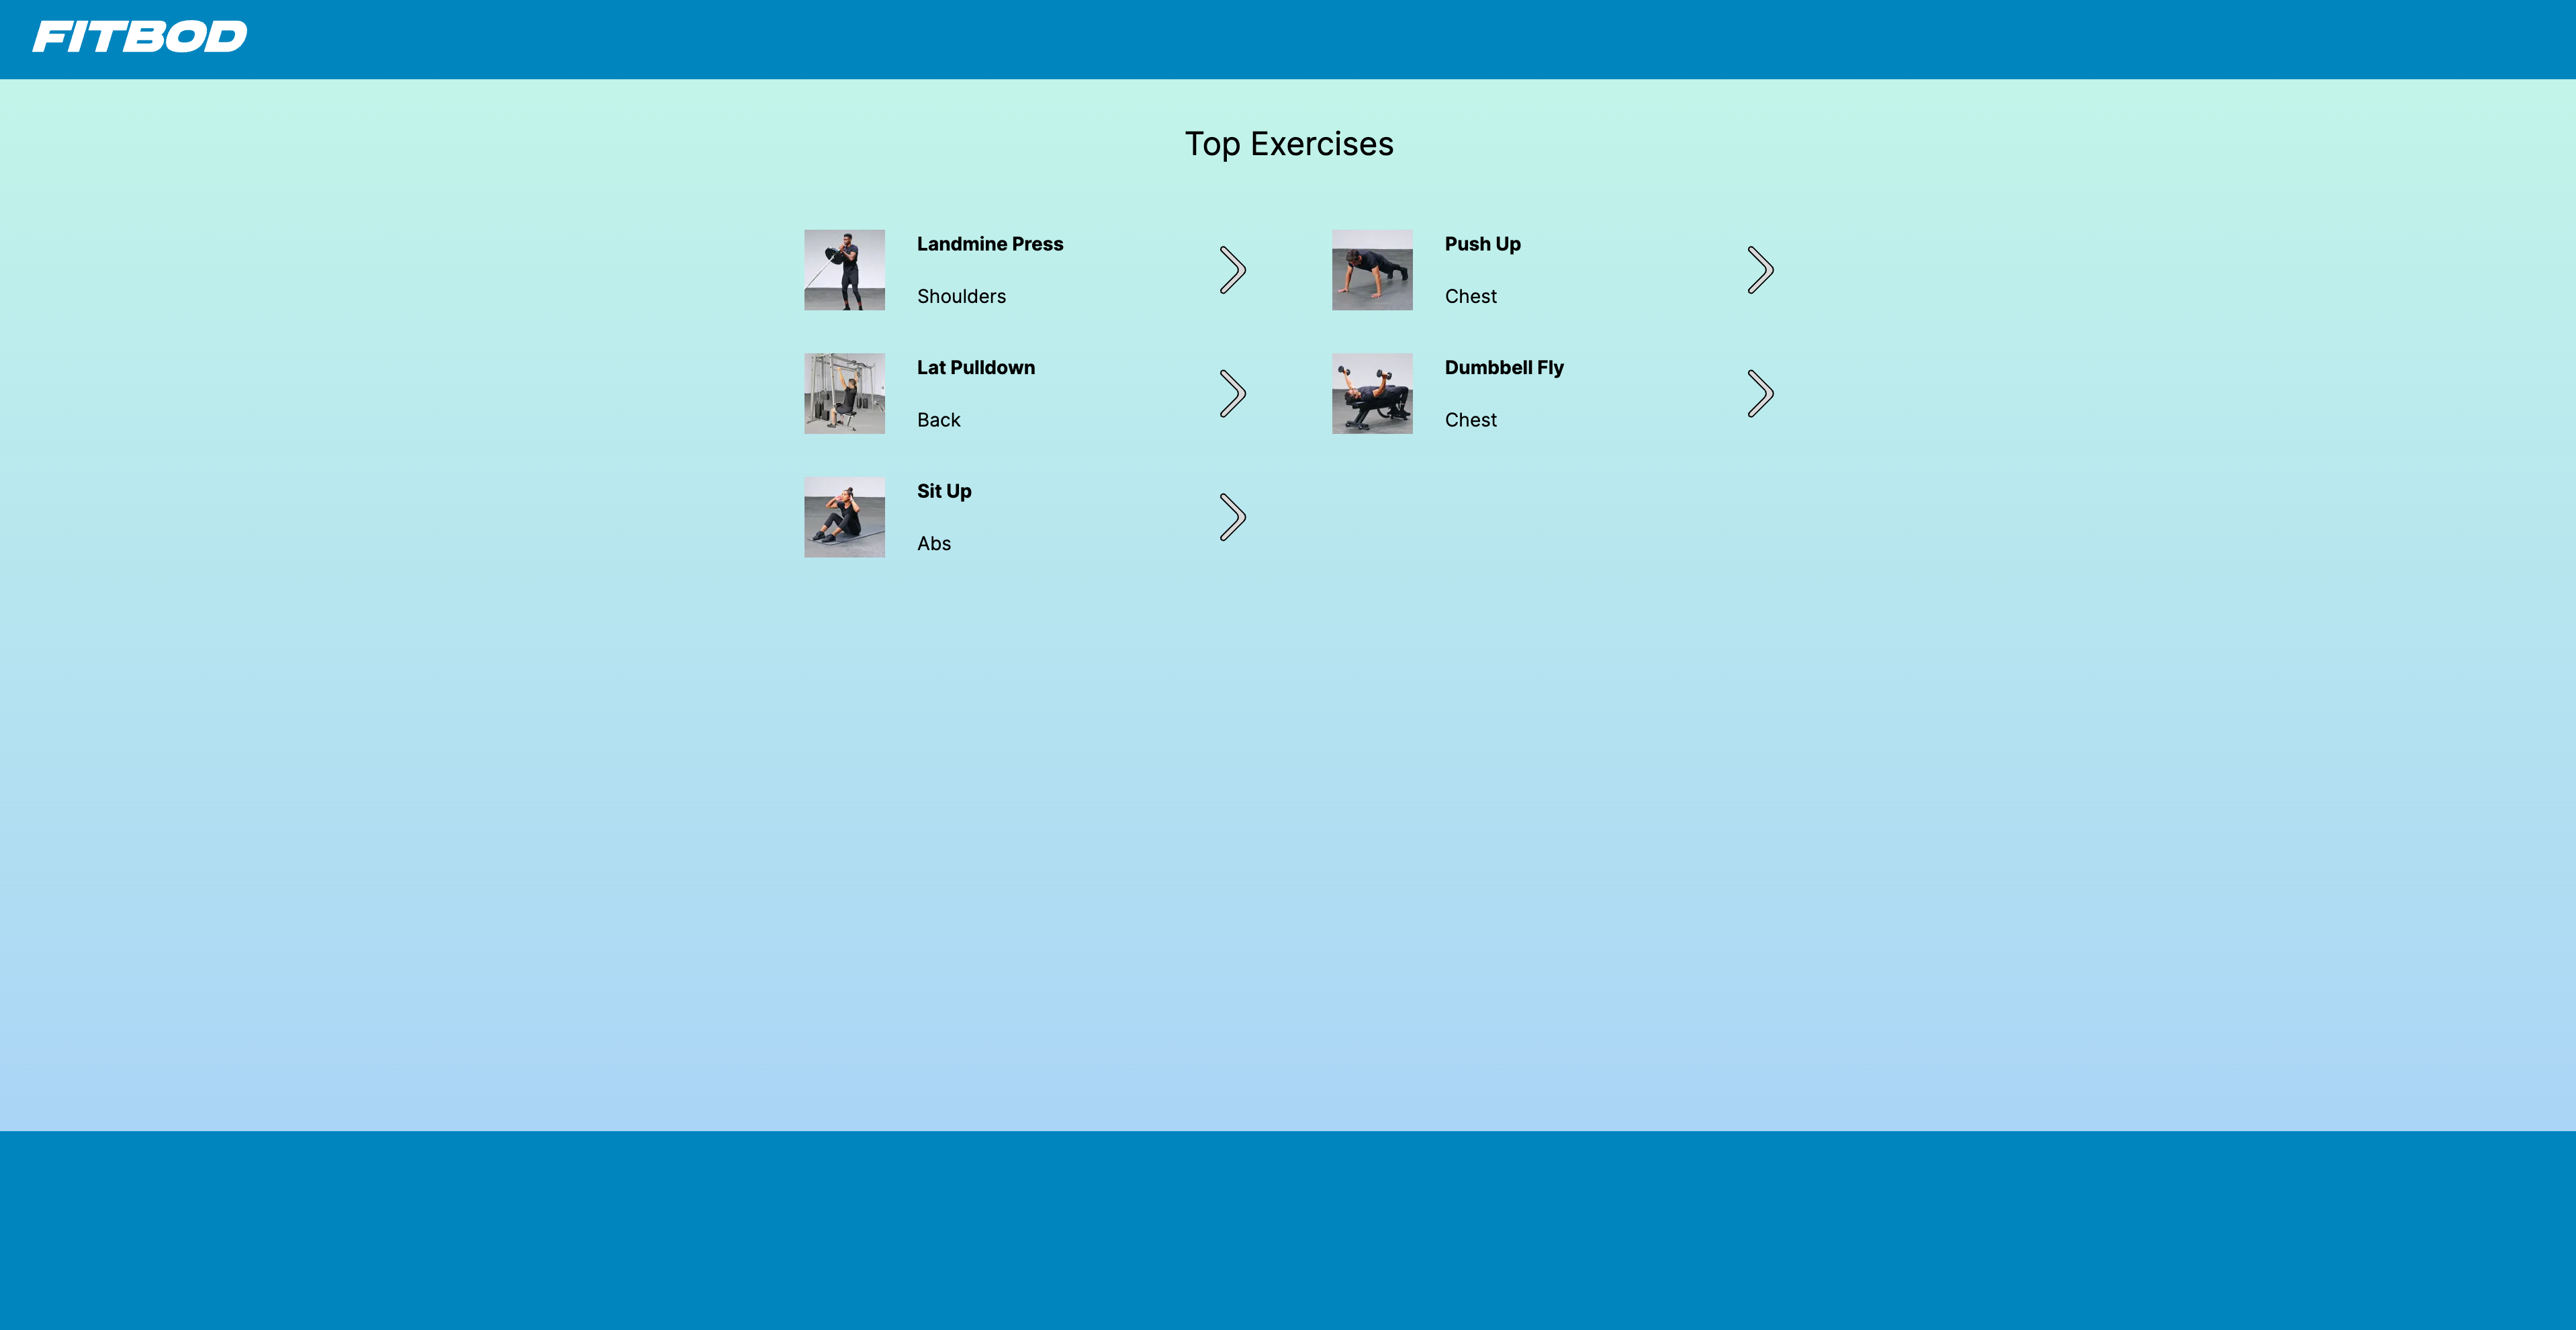 FITBOD
Top Exercises
Landmine Press
Shoulders
Push Up
Chest
Lat Pulldown
Back
Dumbbell Fly
Chest
Sit Up
Abs